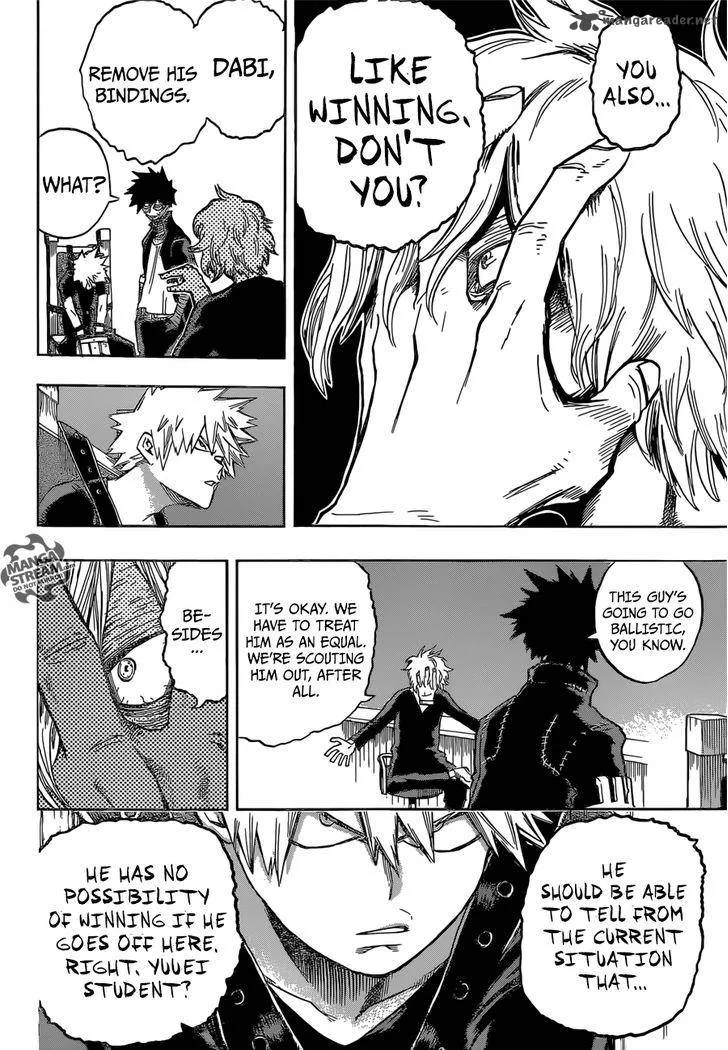 mangareader.net
YOU
ALSO...
LIKE
WINNING,
DON'T
YOU?
DABI,
REMOVE HIS
BINDINGS.
WHAT?
MANGA
STREAM
DO NOT MIRROR
THIS GUY'S
GOING TO GO
BALLISTIC,
YOU KNOW.
IT'S OKAY. WE
HAVE TO TREAT
HIM AS AN EQUAL.
WE'RE SCOUTING
HIM OUT, AFTER
ALL.
BE-
SIDES
...
HE
SHOULD BE ABLE
TO TELL FROM
THE CURRENT
SITUATION
THAT...
HE HAS NO
POSSIBILITY
OF WINNING IF HE
GOES OFF HERE,
RIGHT, YUUEI
STUDENT?